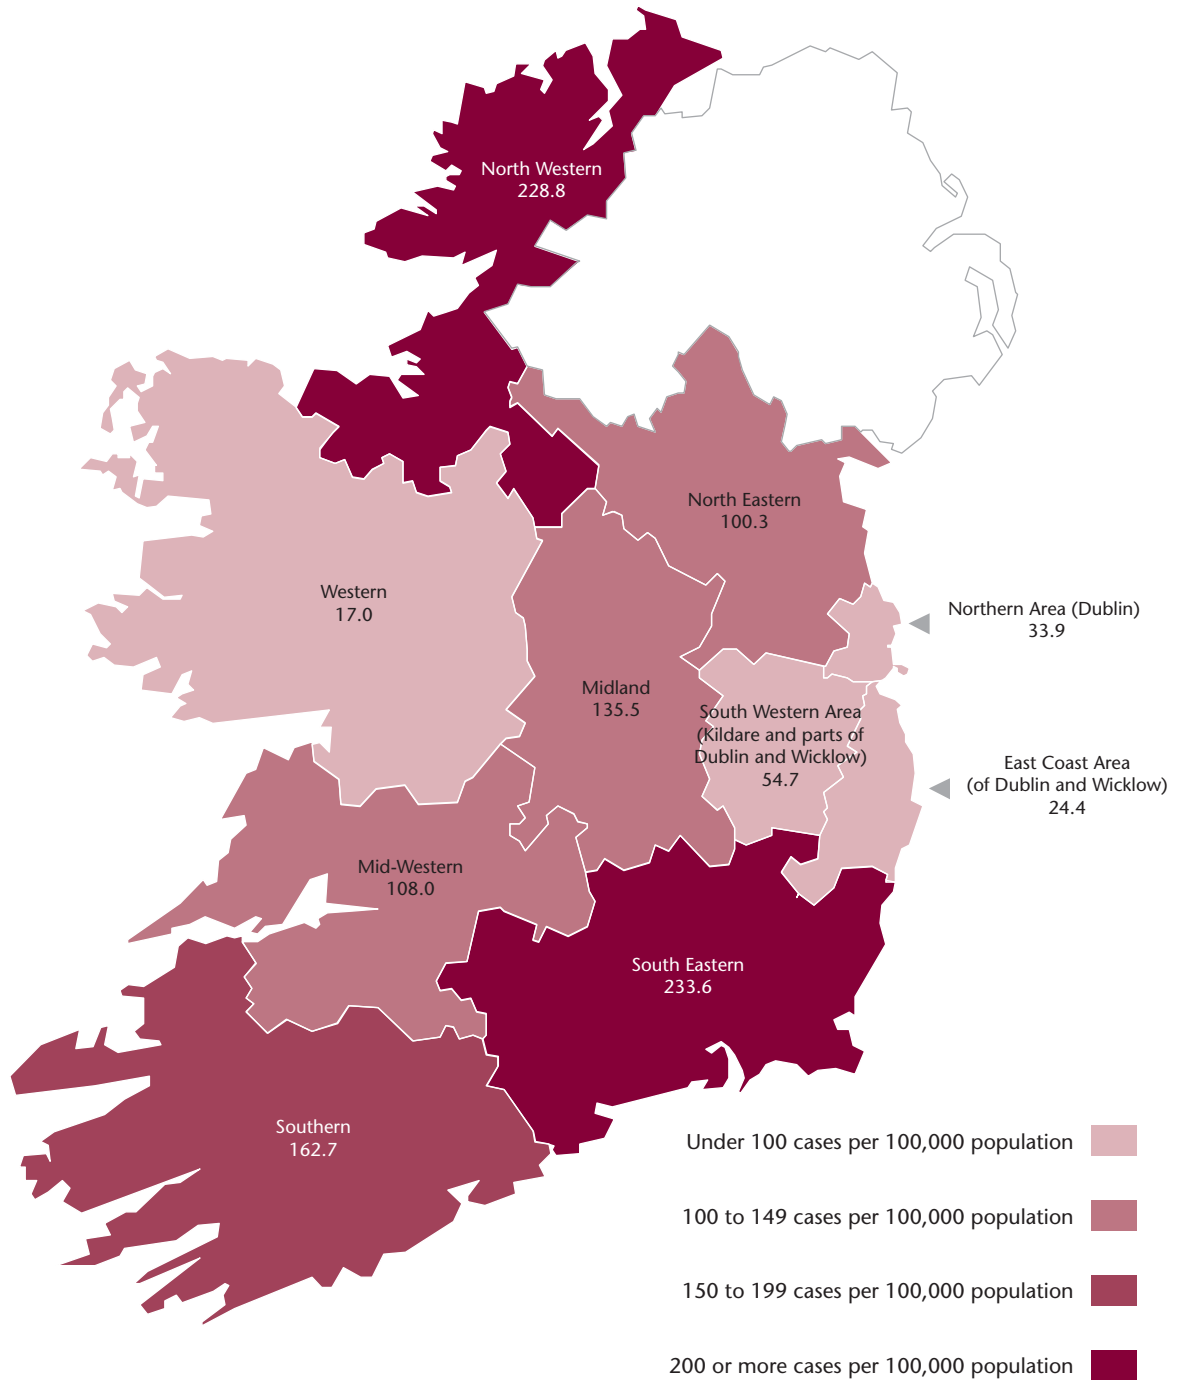 North Western
228.8
North Eastern
100.3
Western
17.0
Northern Area (Dublin)
33.9
Midland
135.5
South Western Area
(Kildare and parts of
Dublin and Wicklow)
54.7
East Coast Area
(of Dublin and Wicklow)
24.4
Mid-Western
108.0
South Eastern
233.6
Southern
162.7
Under 100 cases per 100,000 population
100 to 149 cases per 100,000 population
150 to 199 cases per 100,000 population
200 or more cases per 100,000 population